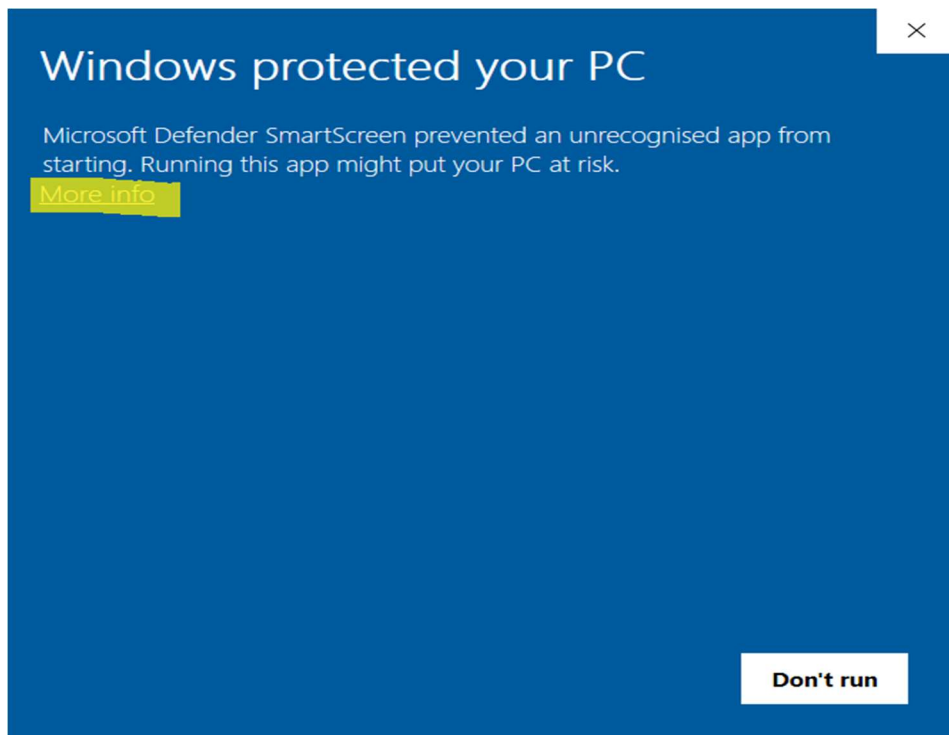 Windows protected your PC
Microsoft Defender SmartScreen prevented an unrecognised app from
starting. Running this app might put your PC at risk.
More info
Don't run